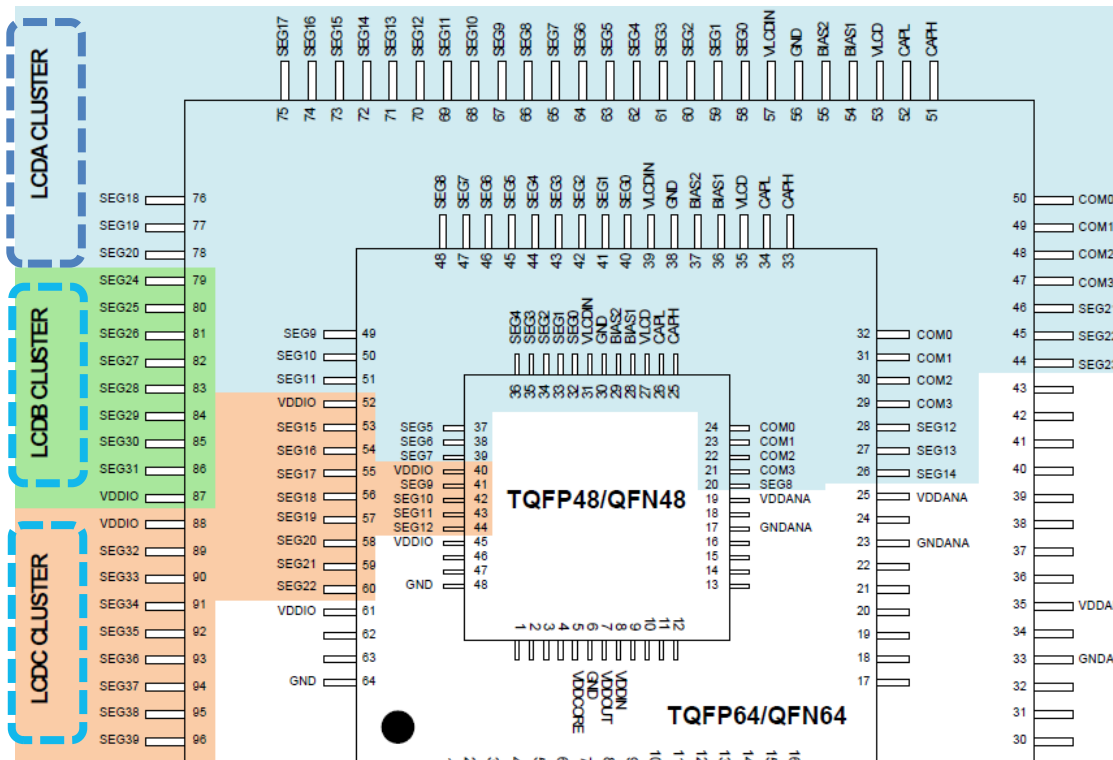 LCDA CLUSTER
LCDB CLUSTER
LCDC CLUSTER
SEG17 SEG16 SEG15 SEG14 SEG13 SEG12 SEG11 SEG10 SEG9 SEG8 SEG7 SEG6 SEG5 SEG4 SEG3 SEG2 SEG1 SEG0 VLCDIN GND BIAS2 BIAS1 VLCD CAPL CAPH
75 74 73 72 71 70 69 68 67 66 65 64 63 62 61 60 59 58 57 56 55 54 53 52 51
SEG18 76
SEG19 77
SEG20 78
SEG24 79
SEG25 80
SEG26 81
SEG27 82
SEG28 83
SEG29 84
SEG30 85
SEG31 86
VDDIO 87
VDDIO 88
SEG32 89
SEG33 90
SEG34 91
SEG35 92
SEG36 93
SEG37 94
SEG38 95
SEG39 96
50 COM0
49 COM1
48 COM2
47 COM3
46 SEG21
45 SEG22
44 SEG23
43
42
41
40
39
38
37
36
35 VDDA
34
33 GNDA
32
31
30
SEG8 SEG7 SEG6 SEG5 SEG4 SEG3 SEG2 SEG1 SEG0 VLCDIN GND BIAS2 BIAS1 VLCD CAPL CAPH
48 47 46 45 44 43 42 41 40 39 38 37 36 35 34 33
SEG9 49
SEG10 50
SEG11 51
VDDIO 52
SEG15 53
SEG16 54
SEG17 55
SEG18 56
SEG19 57
SEG20 58
SEG21 59
SEG22 60
VDDIO 61
62
63
GND 64
32 COM0
31 COM1
30 COM2
29 COM3
28 SEG12
27 SEG13
26 SEG14
25 VDDANA
24
23 GNDANA
22
21
20
19
18
17
SEG4 SEG3 SEG2 SEG1 SEG0 VLCDIN GND BIAS2 BIAS1 VLCD CAPL CAPH
36 35 34 33 32 31 30 29 28 27 26 25
SEG5 37
SEG6 38
SEG7 39
VDDIO 40
SEG9 41
SEG10 42
SEG11 43
SEG12 44
VDDIO 45
46
47
GND 48
24 COM0
23 COM1
22 COM2
21 COM3
20 SEG8
19 VDDANA
18
17 GNDANA
16
15
14
13
TQFP48/QFN48
1 2 3 4 5 6 7 8 9 10 11 12
VDDCORE GND VDDOUT VDDIN
TQFP64/QFN64